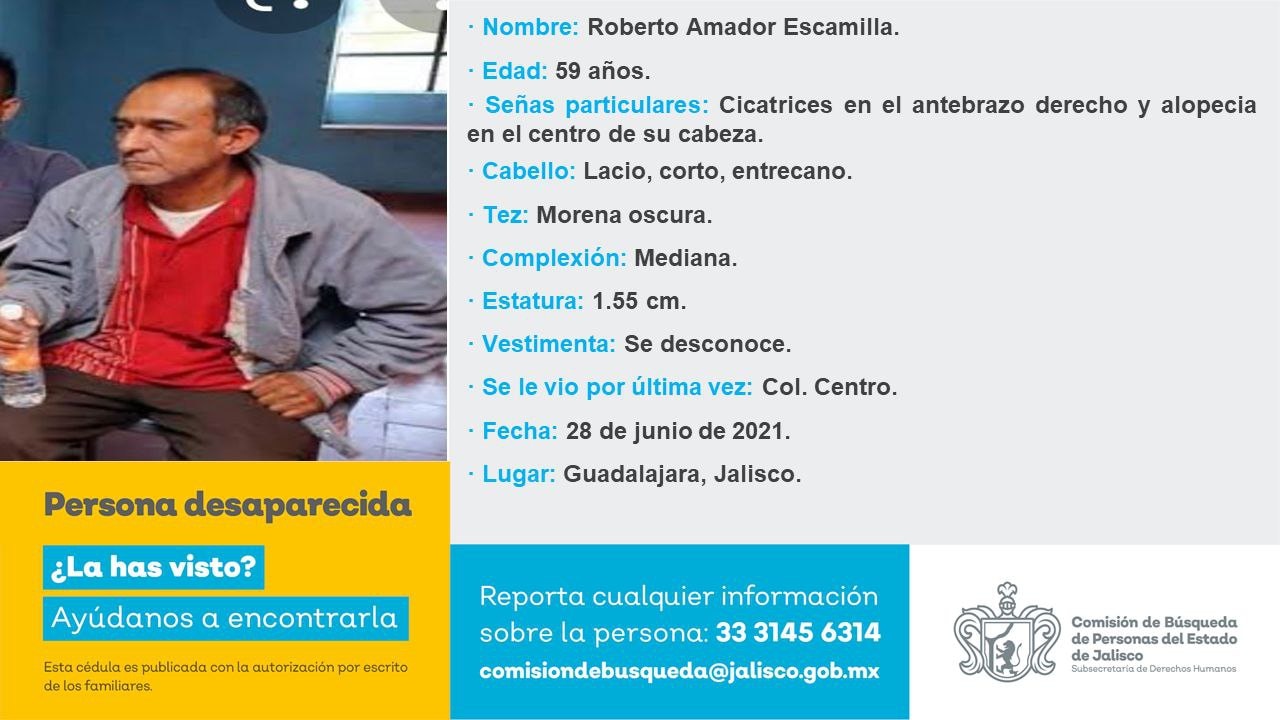 · Nombre: Roberto Amador Escamilla.
· Edad: 59 años.
· Señas particulares: Cicatrices en el antebrazo derecho y alopecia
en el centro de su cabeza.
· Cabello: Lacio, corto, entrecano.
· Tez: Morena oscura.
· Complexión: Mediana.
· Estatura: 1.55 cm.
· Vestimenta: Se desconoce.
· Se le vio por última vez: Col. Centro.
· Fecha: 28 de junio de 2021.
· Lugar: Guadalajara, Jalisco.
Persona desaparecida
¿La has visto?
Ayúdanos a encontrarla
Esta cédula es publicada con la autorización por escrito
de los familiares.
Reporta cualquier información
sobre la persona: 33 3145 6314
comisiondebusqueda@jalisco.gob.mx
Comisión de Búsqueda
de Personas del Estado
de Jalisco
Subsecretaría de Derechos Humanos